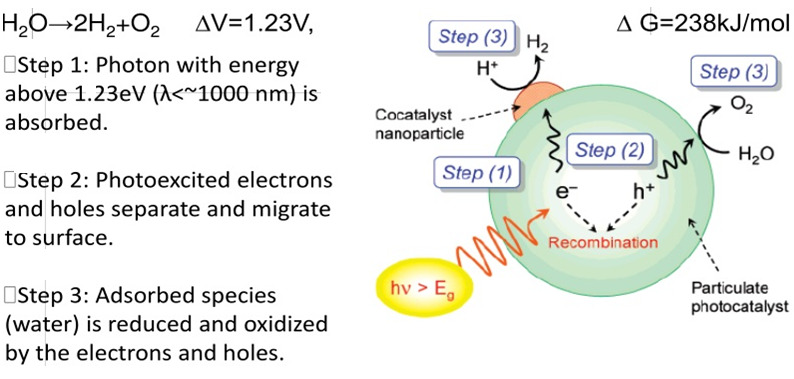 H₂O→2H₂+O₂ ΔV=1.23V,
Δ G=238kJ/mol
□Step 1: Photon with energy
above 1.23eV (λ<~1000 nm) is
absorbed.
□Step 2: Photoexcited electrons
and holes separate and migrate
to surface.
□Step 3: Adsorbed species
(water) is reduced and oxidized
by the electrons and holes.
Step (3)
H₂
H⁺
Cocatalyst
nanoparticle
Step (1)
Step (2)
Step (3)
O₂
H₂O
e⁻ h⁺
Recombination
hν > Eg
Particulate
photocatalyst